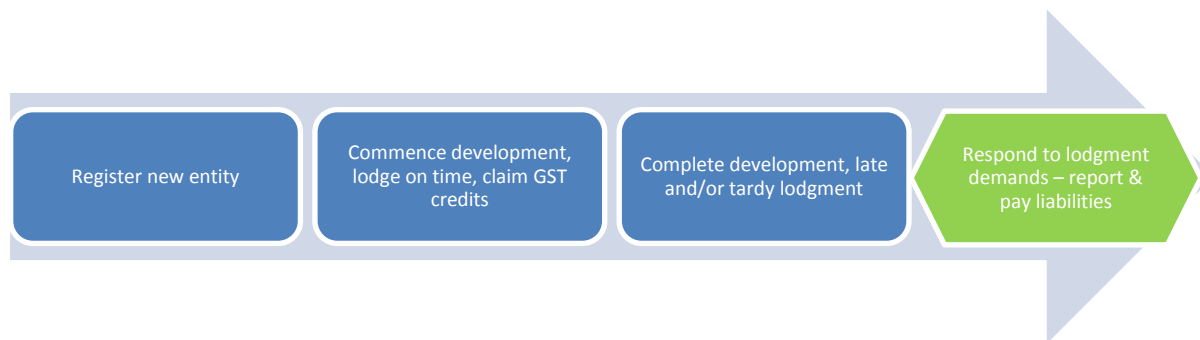 Register new entity
Commence development,
lodge on time, claim GST
credits
Complete development, late
and/or tardy lodgment
Respond to lodgment
demands – report &
pay liabilities